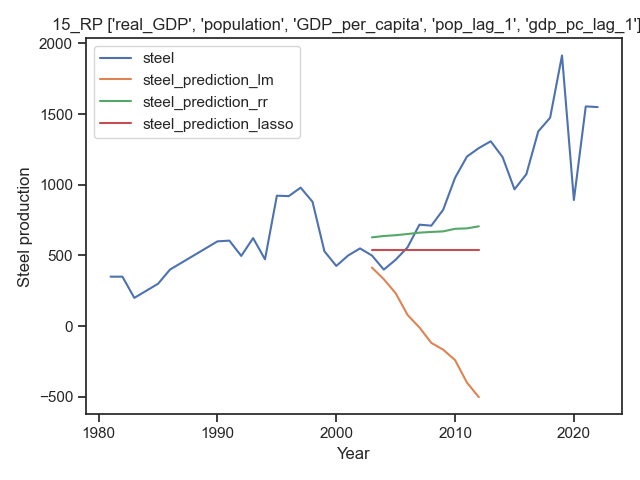 15_RP ['real_GDP', 'population', 'GDP_per_capita', 'pop_lag_1', 'gdp_pc_lag_1']
steel
steel_prediction_lm
steel_prediction_rr
steel_prediction_lasso
Steel production
2000
1500
1000
500
0
−500
1980
1990
2000
2010
2020
Year